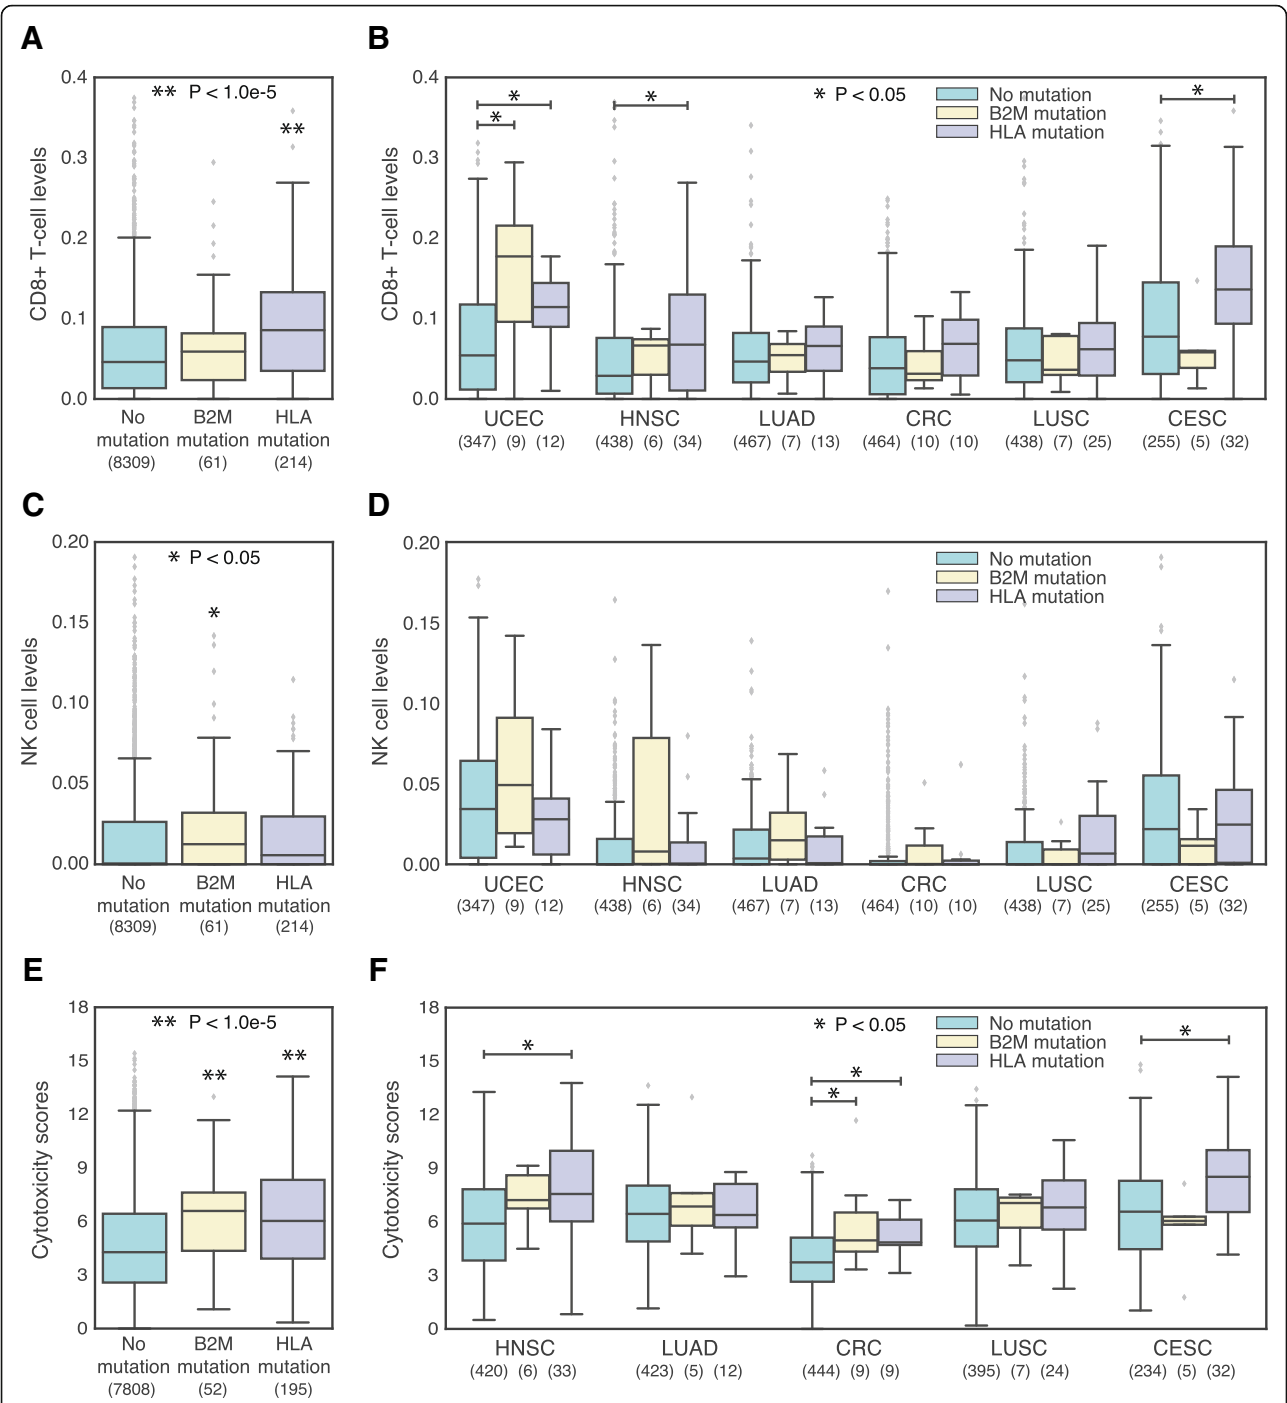 A
** P < 1.0e-5
**
CD8+ T-cell levels
0.4
0.3
0.2
0.1
0.0
No mutation (8309)
B2M mutation (61)
HLA mutation (214)
B
* P < 0.05
No mutation
B2M mutation
HLA mutation
*
*
*
*
CD8+ T-cell levels
0.4
0.3
0.2
0.1
0.0
UCEC HNSC LUAD CRC LUSC CESC
(347) (9) (12) (438) (6) (34) (467) (7) (13) (464) (10) (10) (438) (7) (25) (255) (5) (32)
C
* P < 0.05
*
NK cell levels
0.20
0.15
0.10
0.05
0.00
No mutation (8309)
B2M mutation (61)
HLA mutation (214)
D
No mutation
B2M mutation
HLA mutation
NK cell levels
0.20
0.15
0.10
0.05
0.00
UCEC HNSC LUAD CRC LUSC CESC
(347) (9) (12) (438) (6) (34) (467) (7) (13) (464) (10) (10) (438) (7) (25) (255) (5) (32)
E
** P < 1.0e-5
**
**
Cytotoxicity scores
18
15
12
9
6
3
0
No mutation (7808)
B2M mutation (52)
HLA mutation (195)
F
* P < 0.05
No mutation
B2M mutation
HLA mutation
*
*
*
*
Cytotoxicity scores
18
15
12
9
6
3
0
HNSC LUAD CRC LUSC CESC
(420) (6) (33) (423) (5) (12) (444) (9) (9) (395) (7) (24) (234) (5) (32)